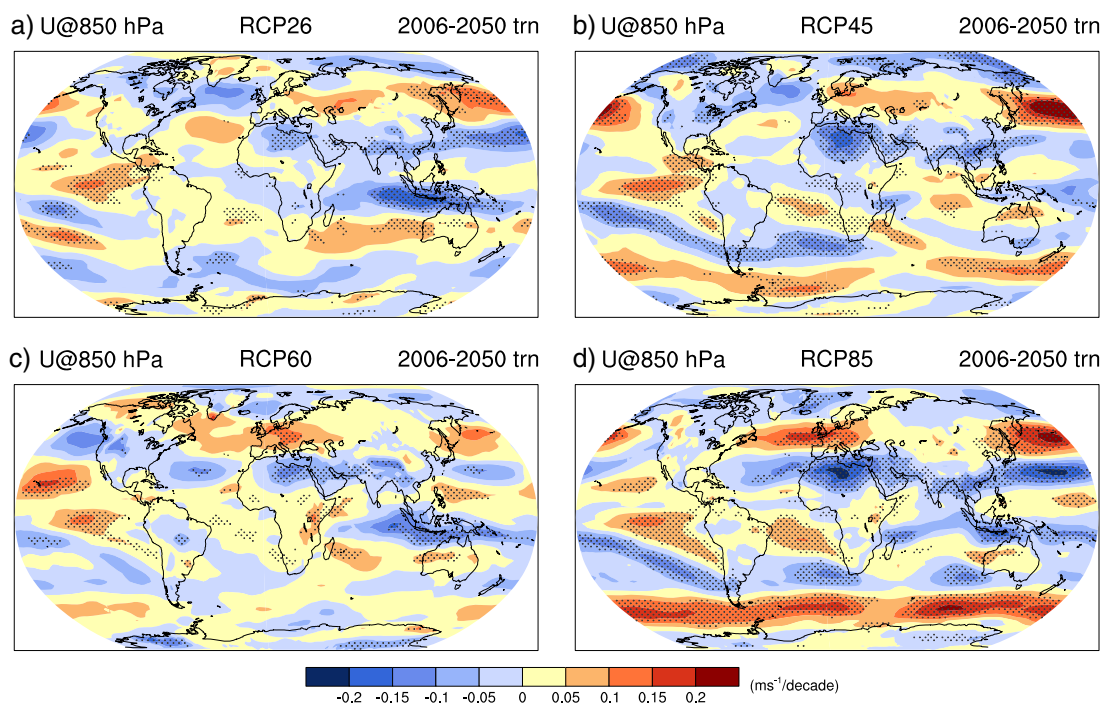 a) U@850 hPa RCP26 2006-2050 trn
b) U@850 hPa RCP45 2006-2050 trn
c) U@850 hPa RCP60 2006-2050 trn
d) U@850 hPa RCP85 2006-2050 trn
-0.2 -0.15 -0.1 -0.05 0 0.05 0.1 0.15 0.2 (ms⁻¹/decade)